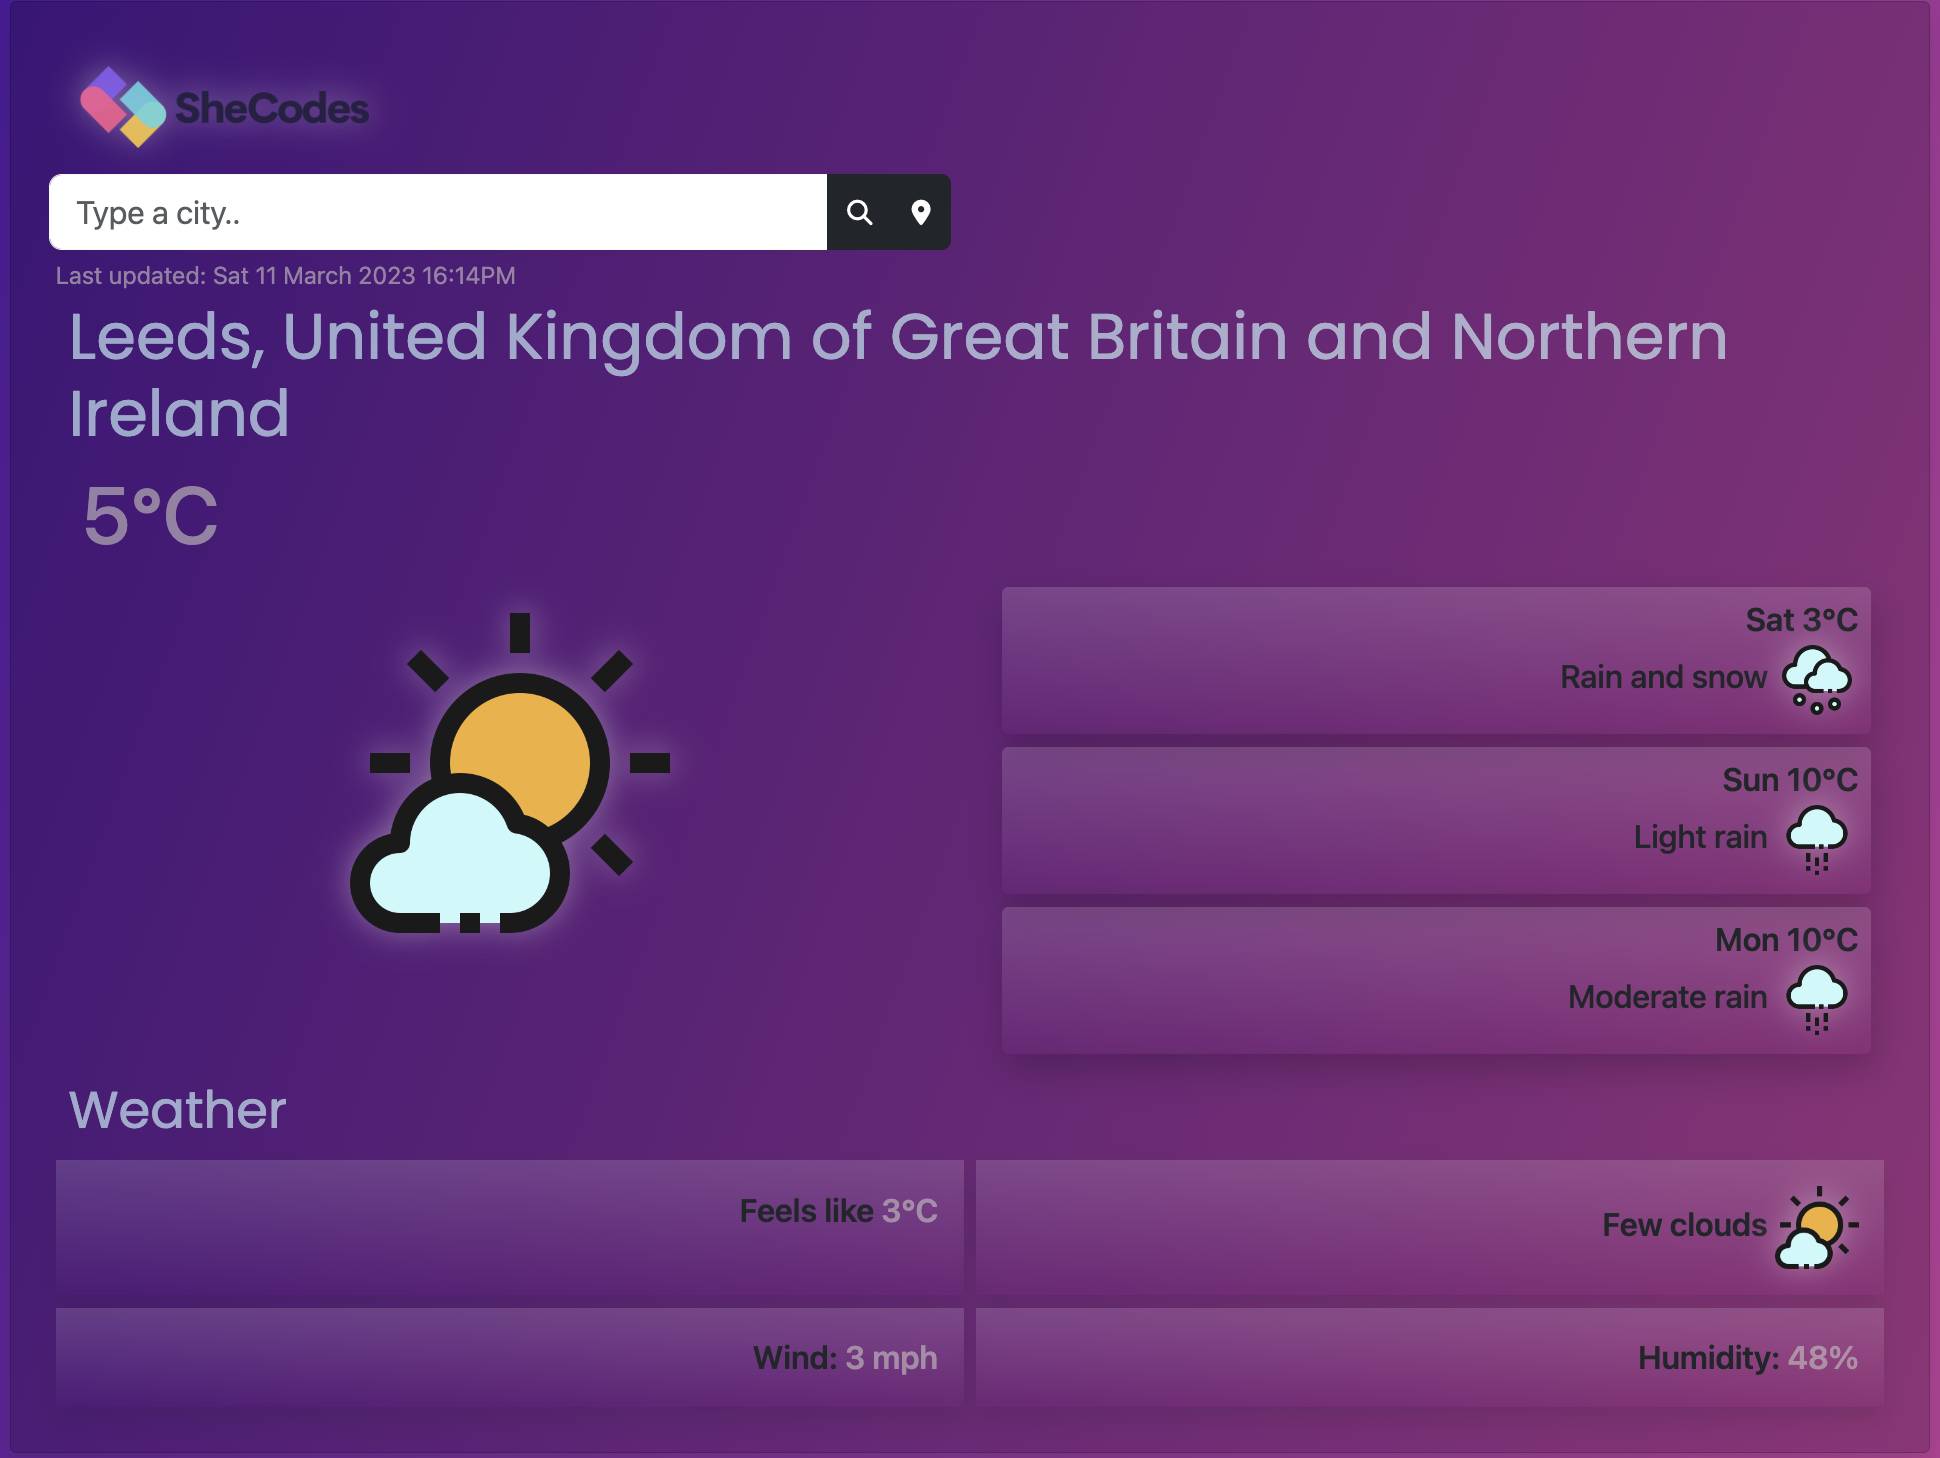 SheCodes
Type a city..
Last updated: Sat 11 March 2023 16:14PM
Leeds, United Kingdom of Great Britain and Northern
Ireland
5°C
Sat 3°C
Rain and snow
Sun 10°C
Light rain
Mon 10°C
Moderate rain
Weather
Feels like 3°C
Few clouds
Wind: 3 mph
Humidity: 48%